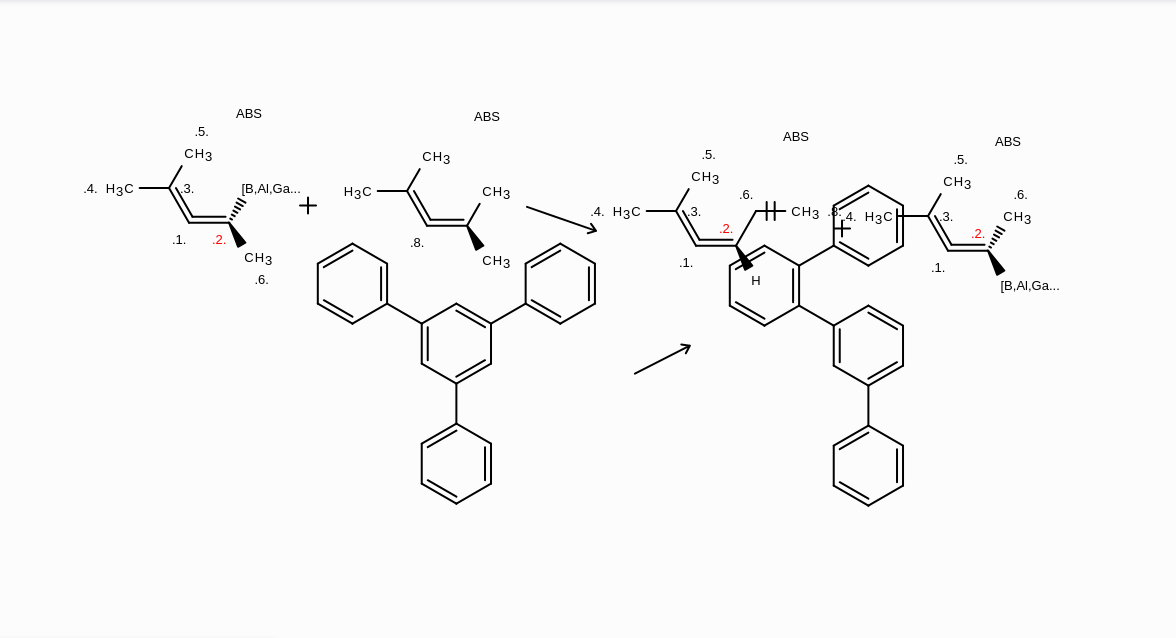 ABS
.5.
CH3
.4. H3C .3. [B,Al,Ga...
.1. .2. CH3
.6.
+
ABS
CH3
H3C CH3
.8. CH3
ABS
.5.
CH3
.6.
.4. H3C .3. CH3 .8.
.2.
.1. H
+
ABS
.5.
CH3
.6.
.4. H3C .3. CH3
.2.
.1. [B,Al,Ga...